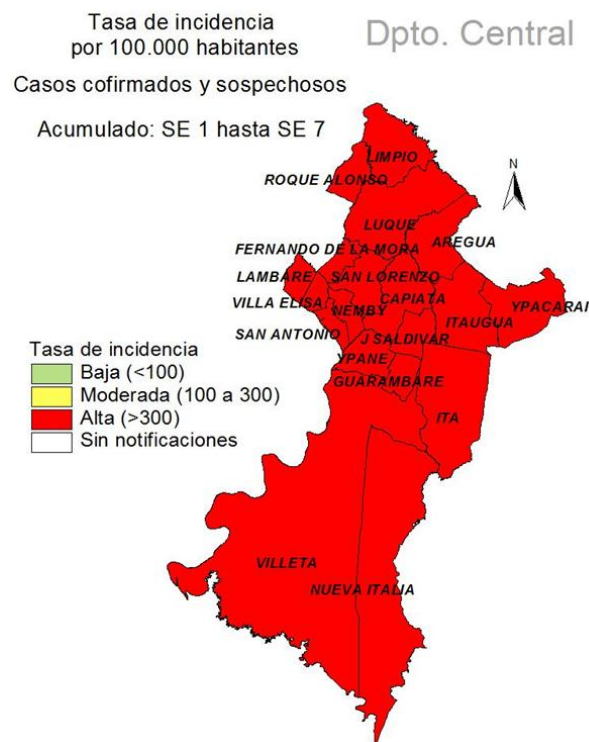 Tasa de incidencia
por 100.000 habitantes
Dpto. Central
Casos cofirmados y sospechosos
Acumulado: SE 1 hasta SE 7
N
LIMPIO
ROQUE ALONSO
LUQUE
AREGUA
FERNANDO DE LA MORA
LAMBARE
SAN LORENZO
VILLA ELISA
CAPIATA
YPACARAI
NEMBY
ITAUGUA
SAN ANTONIO
J SALDIVAR
YPANE
GUARAMBARE
ITA
Tasa de incidencia
Baja (<100)
Moderada (100 a 300)
Alta (>300)
Sin notificaciones
VILLETA
NUEVA ITALIA